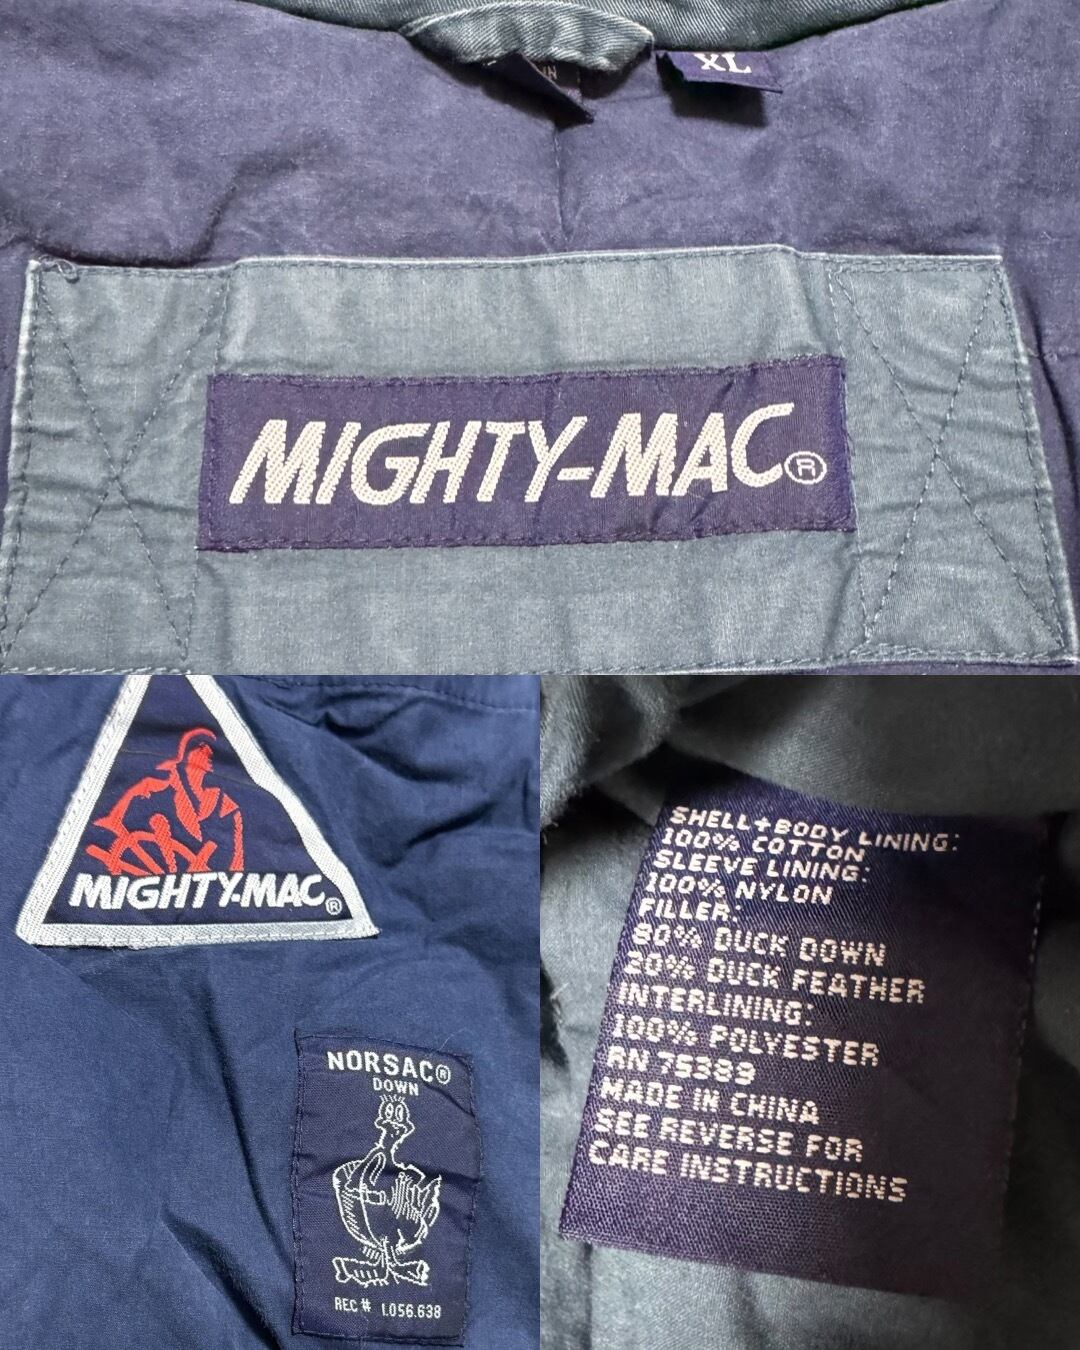 XL
MIGHTY-MAC®
MIGHTY-MAC®
NORSAC®
DOWN
REC # 1.056.638
SHELL+BODY LINING:
100% COTTON
SLEEVE LINING:
100% NYLON
FILLER:
80% DUCK DOWN
20% DUCK FEATHER
INTERLINING:
100% POLYESTER
RN 75389
MADE IN CHINA
SEE REVERSE FOR
CARE INSTRUCTIONS